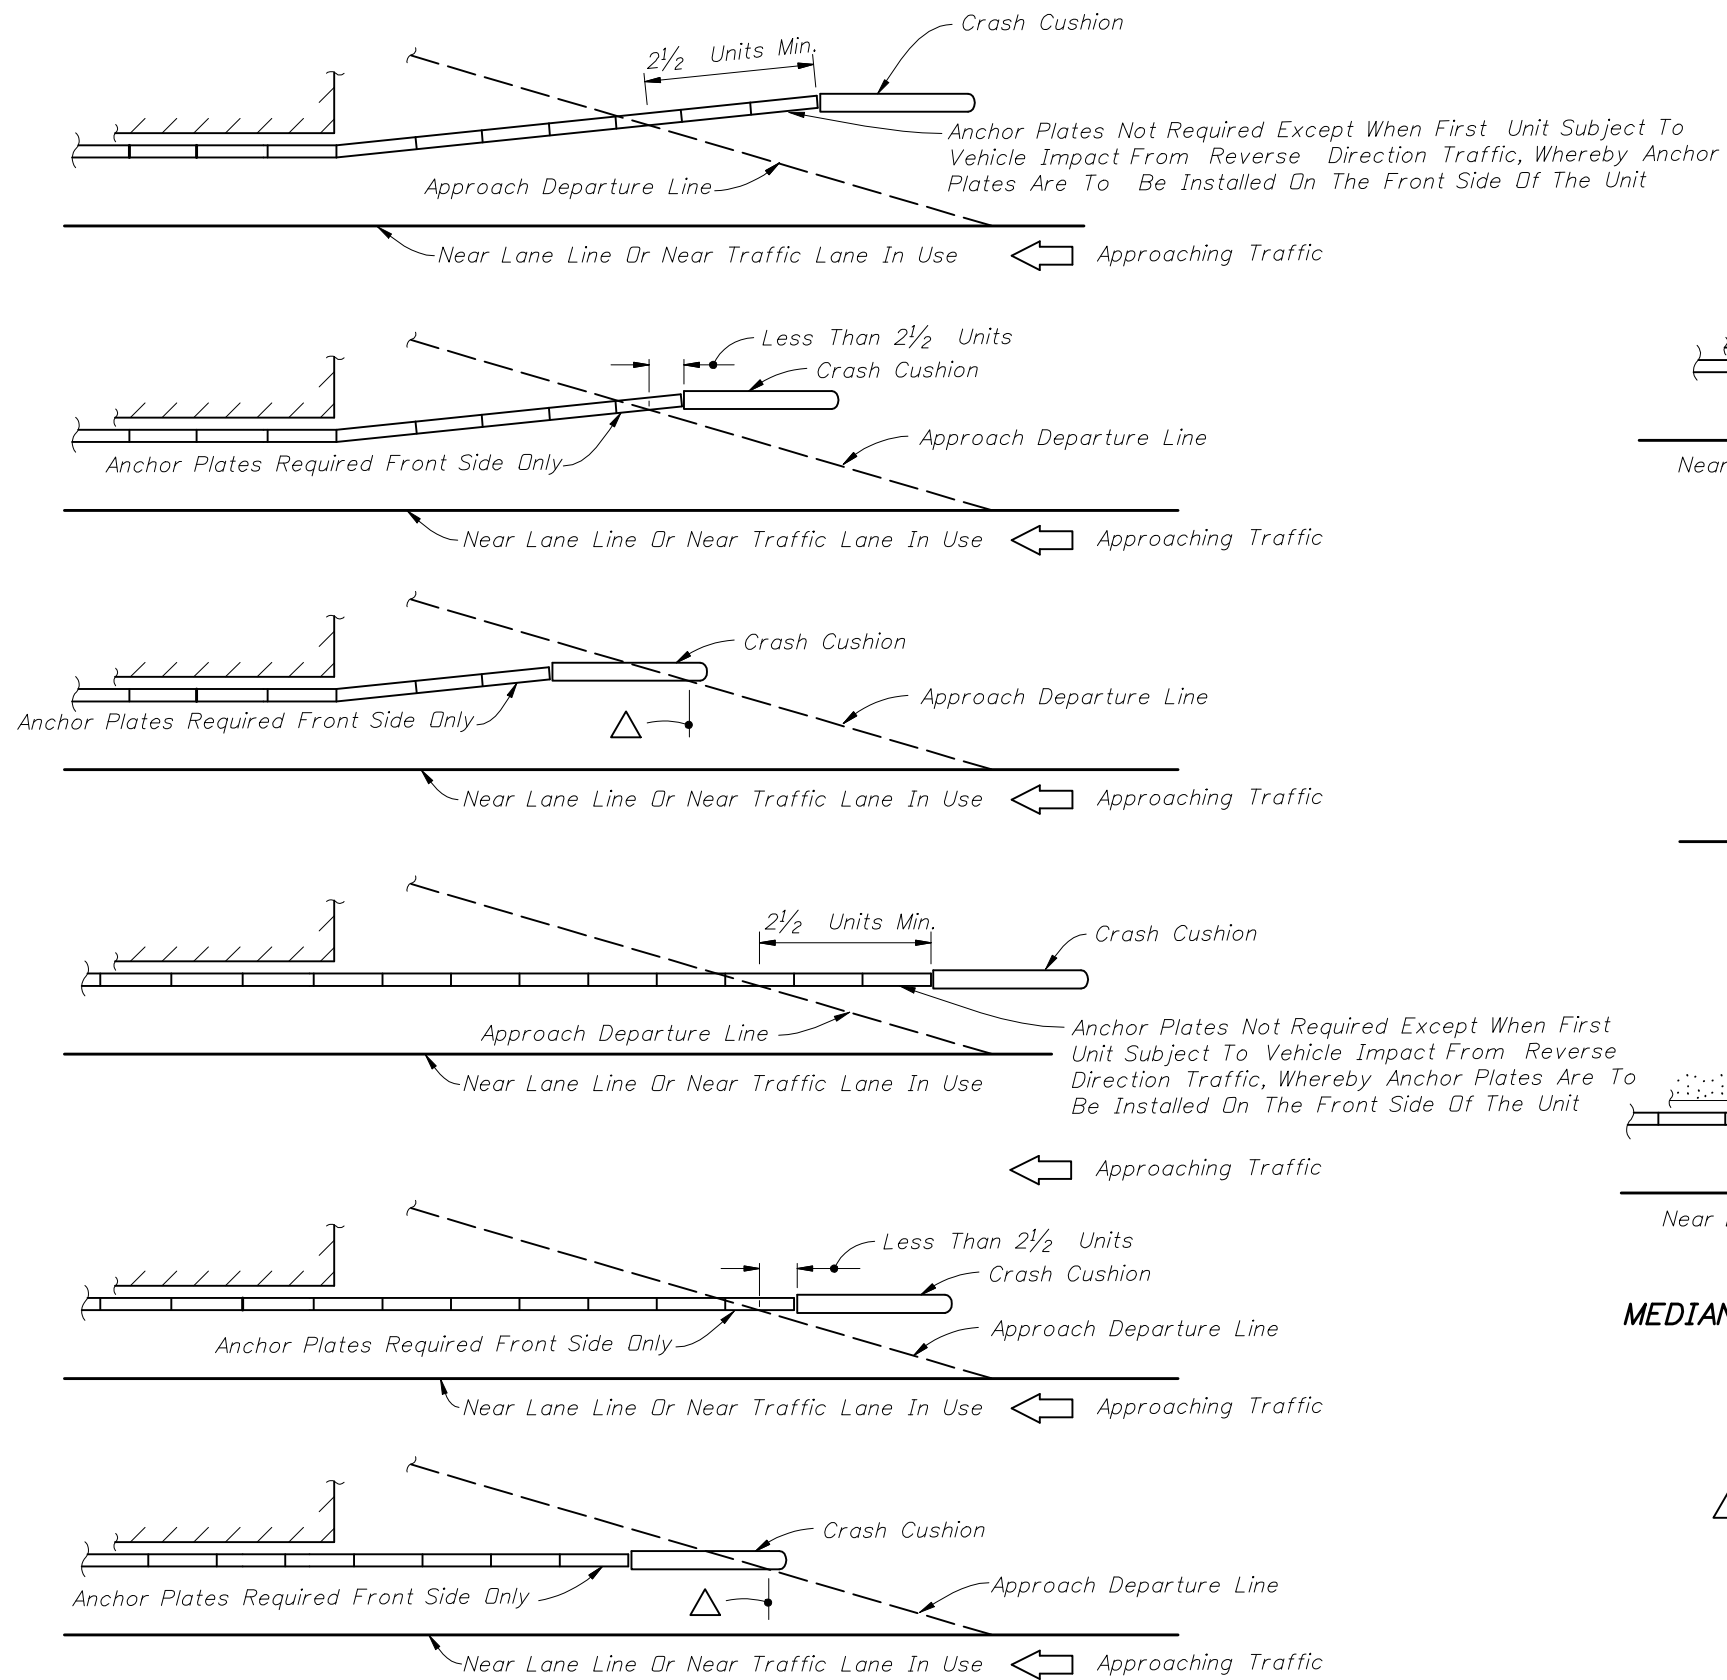 Crash Cushion
2½ Units Min.
Anchor Plates Not Required Except When First Unit Subject To
Vehicle Impact From Reverse Direction Traffic, Whereby Anchor
Plates Are To Be Installed On The Front Side Of The Unit
Approach Departure Line
Near Lane Line Or Near Traffic Lane In Use
Approaching Traffic
Less Than 2½ Units
Crash Cushion
Approach Departure Line
Anchor Plates Required Front Side Only
Near
Near Lane Line Or Near Traffic Lane In Use
Approaching Traffic
Crash Cushion
Approach Departure Line
Anchor Plates Required Front Side Only
Near Lane Line Or Near Traffic Lane In Use
Approaching Traffic
2½ Units Min.
Crash Cushion
Approach Departure Line
Anchor Plates Not Required Except When First
Unit Subject To Vehicle Impact From Reverse
Direction Traffic, Whereby Anchor Plates Are To
Be Installed On The Front Side Of The Unit
Near Lane Line Or Near Traffic Lane In Use
Approaching Traffic
Near
Less Than 2½ Units
Crash Cushion
MEDIAN
Approach Departure Line
Anchor Plates Required Front Side Only
Near Lane Line Or Near Traffic Lane In Use
Approaching Traffic
Crash Cushion
Approach Departure Line
Anchor Plates Required Front Side Only
Near Lane Line Or Near Traffic Lane In Use
Approaching Traffic